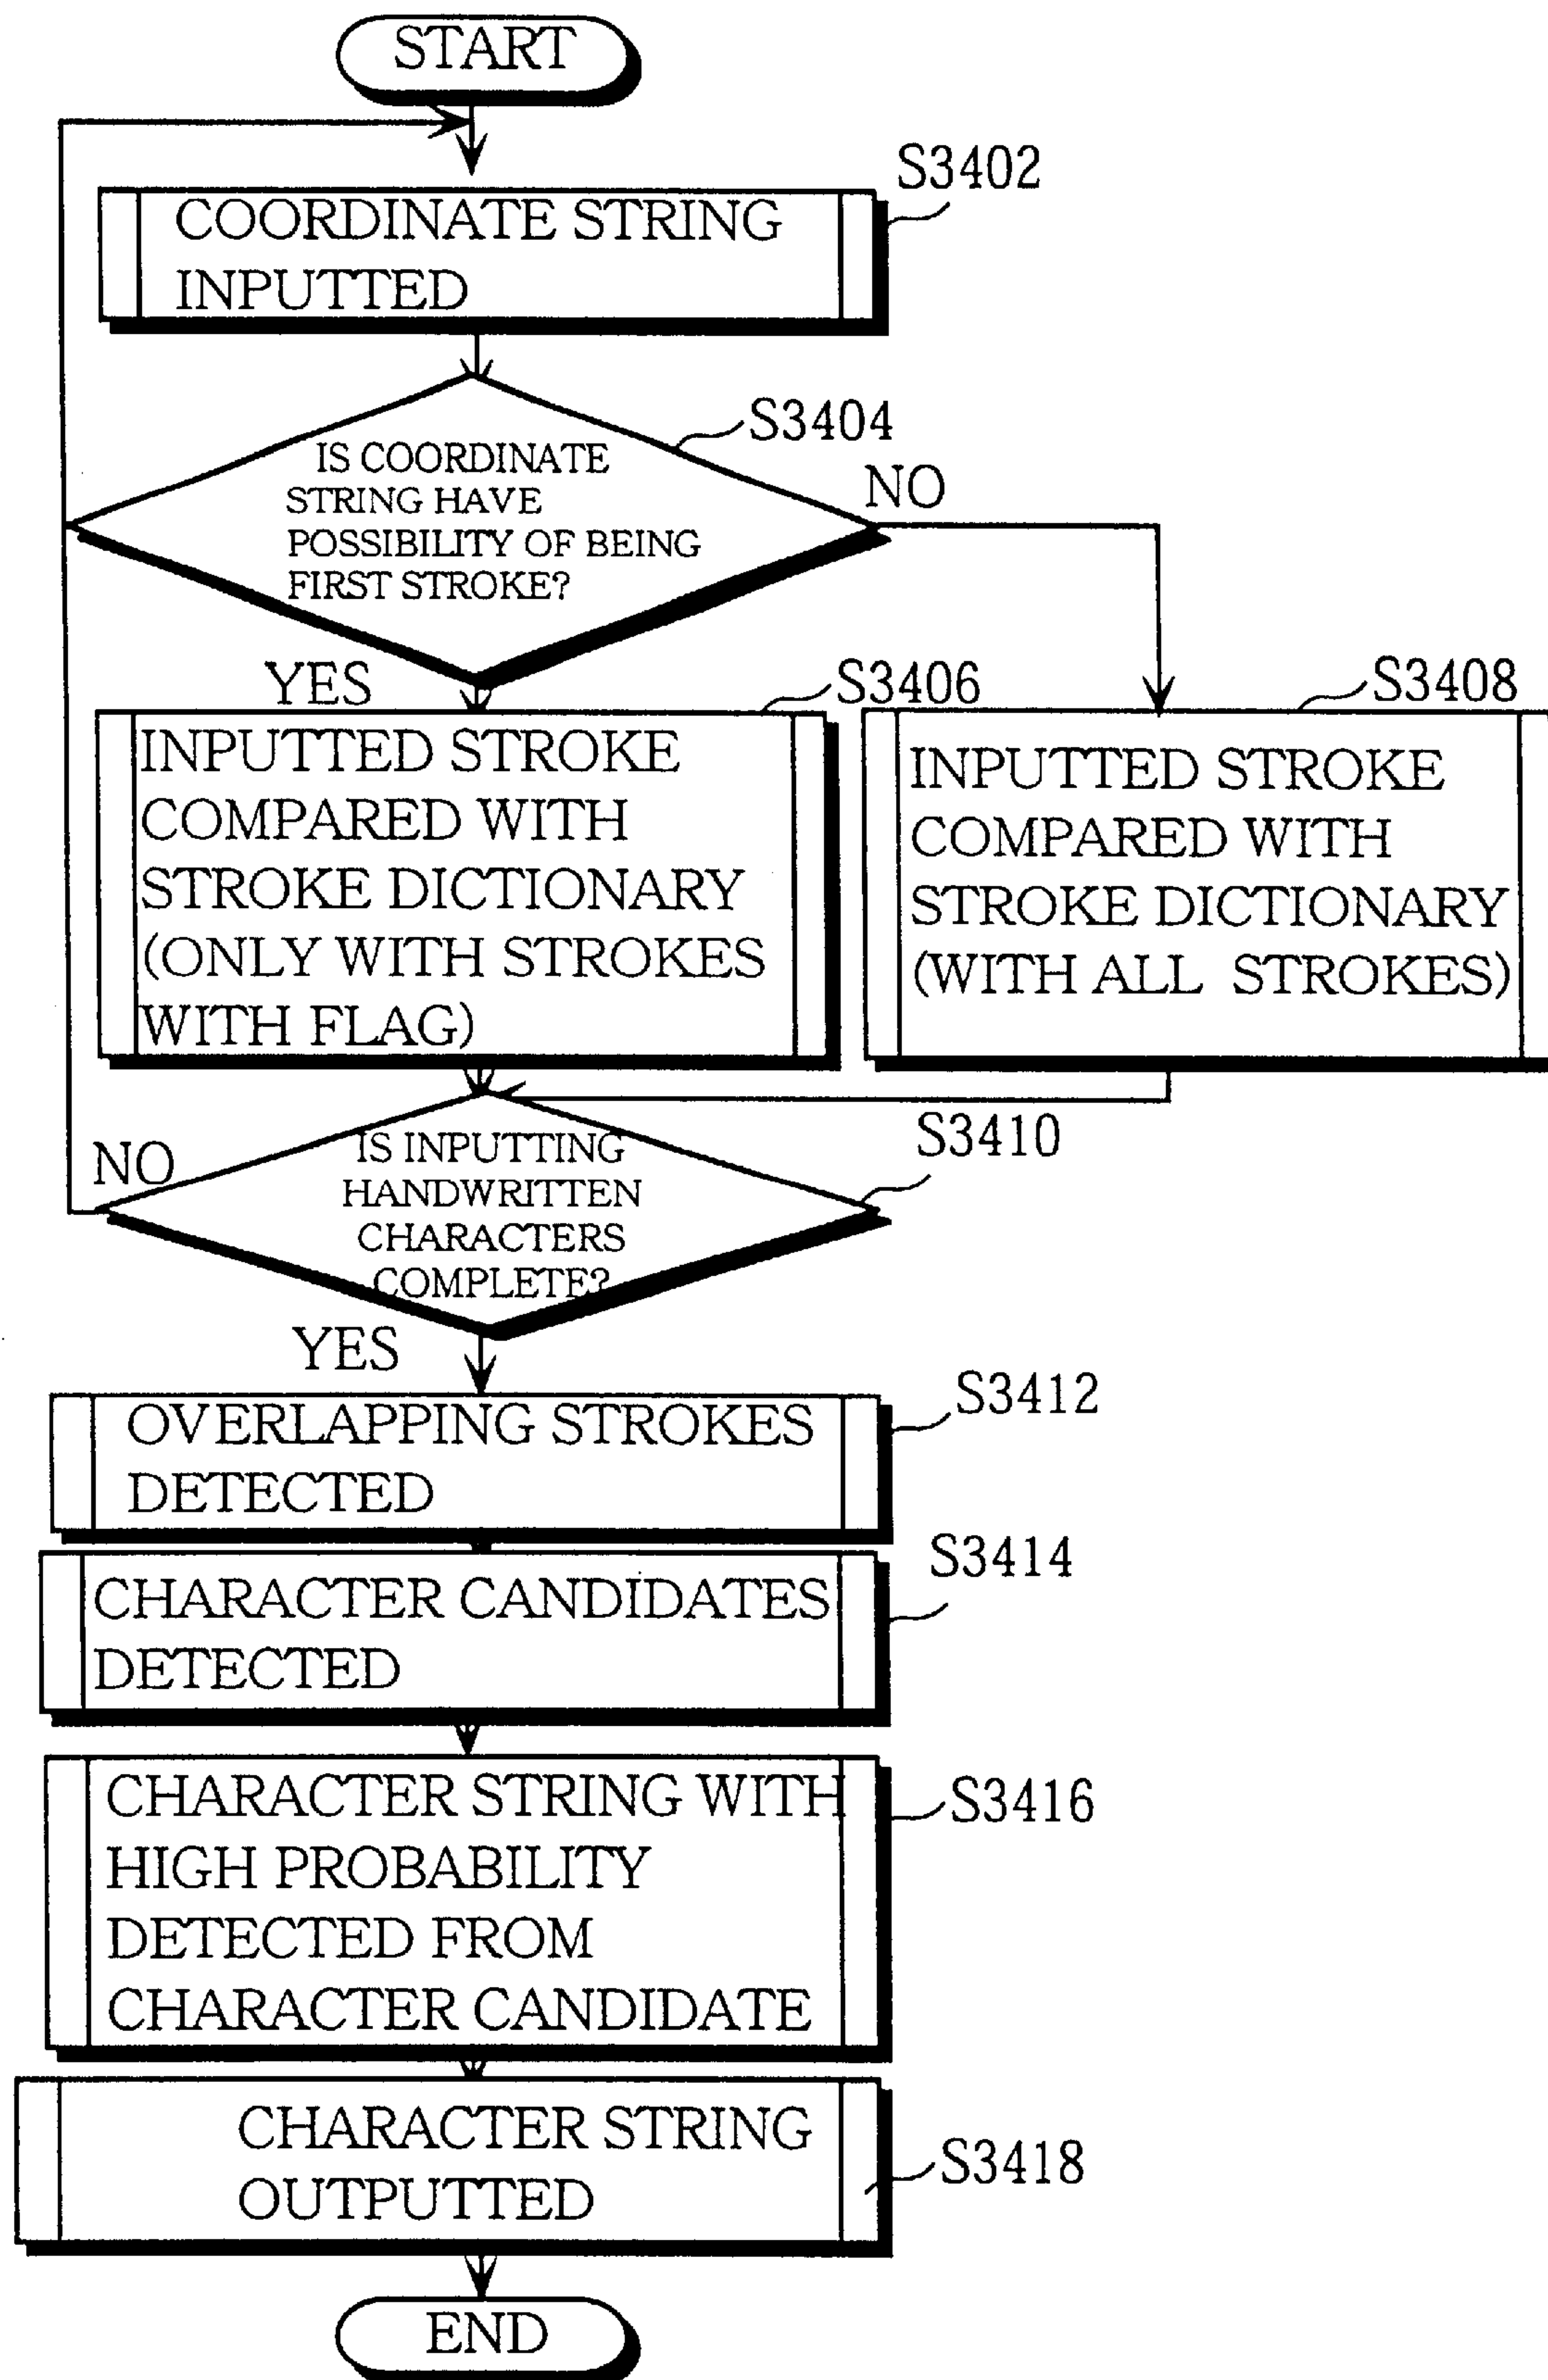 START
S3402
COORDINATE STRING
INPUTTED
S3404
IS COORDINATE
STRING HAVE
POSSIBILITY OF BEING
FIRST STROKE?
NO
YES
S3406
INPUTTED STROKE
COMPARED WITH
STROKE DICTIONARY
(ONLY WITH STROKES
WITH FLAG)
S3408
INPUTTED STROKE
COMPARED WITH
STROKE DICTIONARY
(WITH ALL STROKES)
S3410
NO
IS INPUTTING
HANDWRITTEN
CHARACTERS
COMPLETE?
YES
S3412
OVERLAPPING STROKES
DETECTED
S3414
CHARACTER CANDIDATES
DETECTED
CHARACTER STRING WITH
HIGH PROBABILITY
DETECTED FROM
CHARACTER CANDIDATE
S3416
CHARACTER STRING
OUTPUTTED
S3418
END